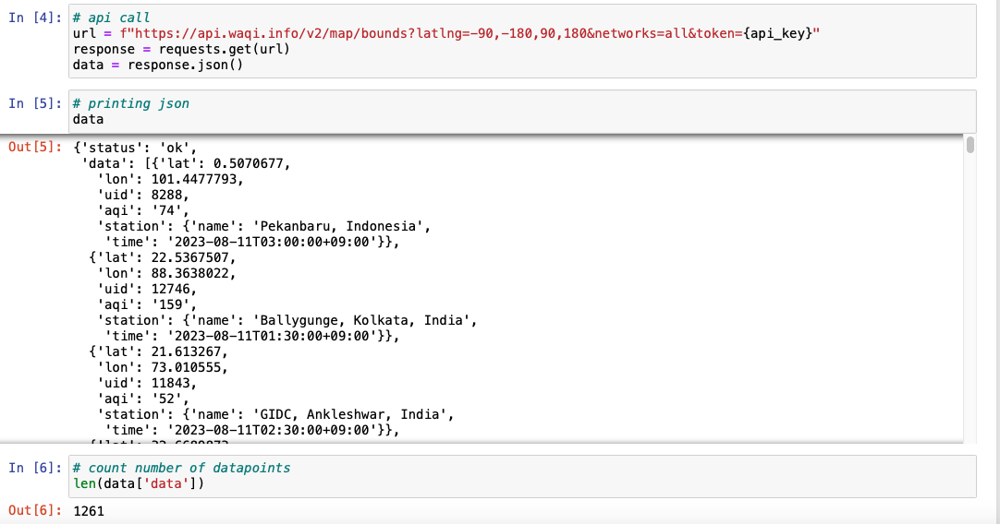 In [4]: # api call
url = f"https://api.waqi.info/v2/map/bounds?latlng=-90,-180,90,180&networks=all&token={api_key}"
response = requests.get(url)
data = response.json()
In [5]: # printing json
data
Out[5]: {'status': 'ok',
'data': [{'lat': 0.5070677,
'lon': 101.4477793,
'uid': 8288,
'aqi': '74',
'station': {'name': 'Pekanbaru, Indonesia',
'time': '2023-08-11T03:00:00+09:00'}},
{'lat': 22.5367507,
'lon': 88.3638022,
'uid': 12746,
'aqi': '159',
'station': {'name': 'Ballygunge, Kolkata, India',
'time': '2023-08-11T01:30:00+09:00'}},
{'lat': 21.613267,
'lon': 73.010555,
'uid': 11843,
'aqi': '52',
'station': {'name': 'GIDC, Ankleshwar, India',
'time': '2023-08-11T02:30:00+09:00'}},
In [6]: # count number of datapoints
len(data['data'])
Out[6]: 1261